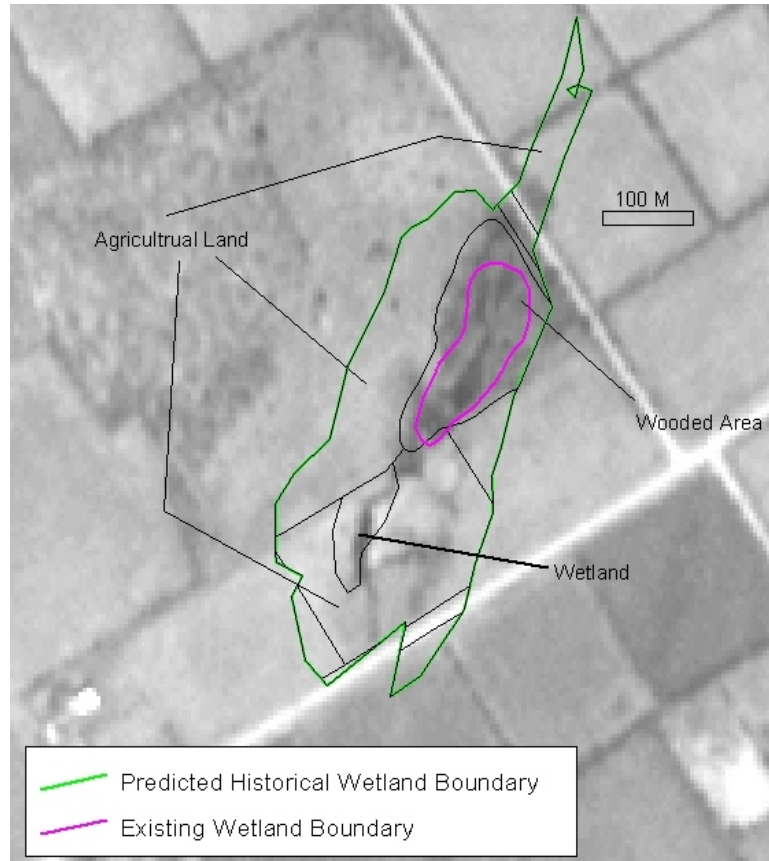 100 M
Agricultrual Land
Wooded Area
Wetland
Predicted Historical Wetland Boundary
Existing Wetland Boundary